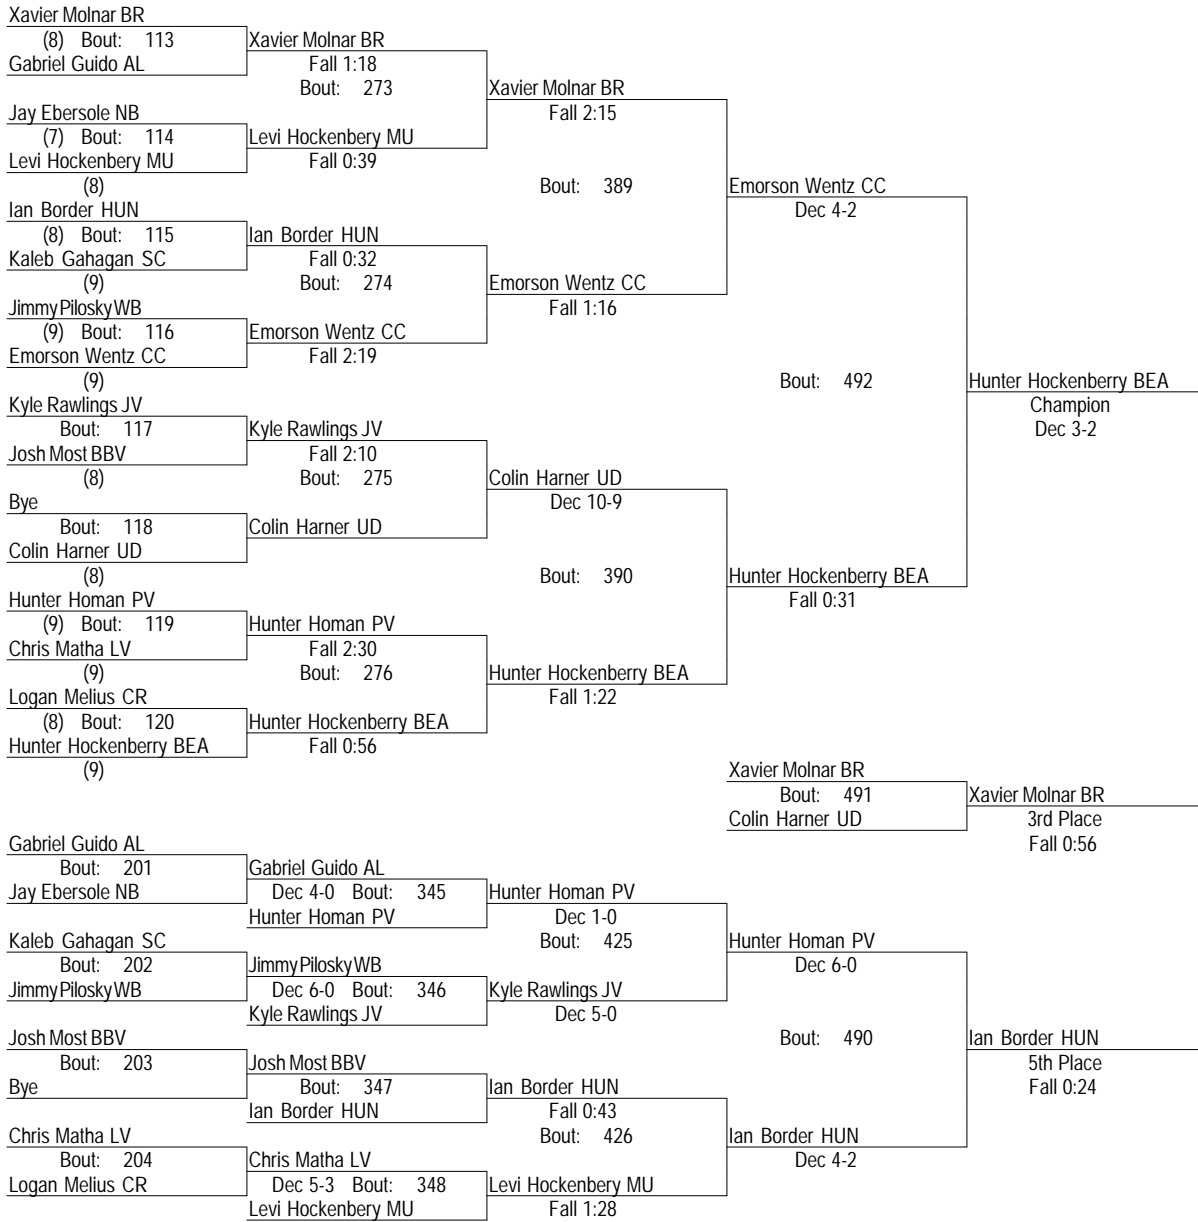 Xavier Molnar BR
(8) Bout: 113
Gabriel Guido AL
Jay Ebersole NB
(7) Bout: 114
Levi Hockenbery MU
(8)
Ian Border HUN
(8) Bout: 115
Kaleb Gahagan SC
(9)
Jimmy Pilosky WB
(9) Bout: 116
Emorson Wentz CC
(9)
Kyle Rawlings JV
Bout: 117
Josh Most BBV
(8)
Bye
Bout: 118
Colin Harner UD
(8)
Hunter Homan PV
(9) Bout: 119
Chris Matha LV
(9)
Logan Melius CR
(8) Bout: 120
Hunter Hockenberry BEA
(9)
Xavier Molnar BR
Fall 1:18
Bout: 273
Levi Hockenbery MU
Fall 0:39
Ian Border HUN
Fall 0:32
Bout: 274
Emorson Wentz CC
Fall 2:19
Kyle Rawlings JV
Fall 2:10
Bout: 275
Colin Harner UD
Hunter Homan PV
Fall 2:30
Bout: 276
Hunter Hockenberry BEA
Fall 0:56
Xavier Molnar BR
Fall 2:15
Bout: 389
Emorson Wentz CC
Fall 1:16
Colin Harner UD
Dec 10-9
Bout: 390
Hunter Hockenberry BEA
Fall 1:22
Emorson Wentz CC
Dec 4-2
Bout: 492
Hunter Hockenberry BEA
Fall 0:31
Hunter Hockenberry BEA
Champion
Dec 3-2
Xavier Molnar BR
Bout: 491
Colin Harner UD
Xavier Molnar BR
3rd Place
Fall 0:56
Gabriel Guido AL
Bout: 201
Jay Ebersole NB
Kaleb Gahagan SC
Bout: 202
Jimmy Pilosky WB
Josh Most BBV
Bout: 203
Bye
Chris Matha LV
Bout: 204
Logan Melius CR
Gabriel Guido AL
Dec 4-0 Bout: 345
Hunter Homan PV
Jimmy Pilosky WB
Dec 6-0 Bout: 346
Kyle Rawlings JV
Josh Most BBV
Bout: 347
Ian Border HUN
Chris Matha LV
Dec 5-3 Bout: 348
Levi Hockenbery MU
Hunter Homan PV
Dec 1-0
Bout: 425
Kyle Rawlings JV
Dec 5-0
Ian Border HUN
Fall 0:43
Bout: 426
Levi Hockenbery MU
Fall 1:28
Hunter Homan PV
Dec 6-0
Bout: 490
Ian Border HUN
Dec 4-2
Ian Border HUN
5th Place
Fall 0:24